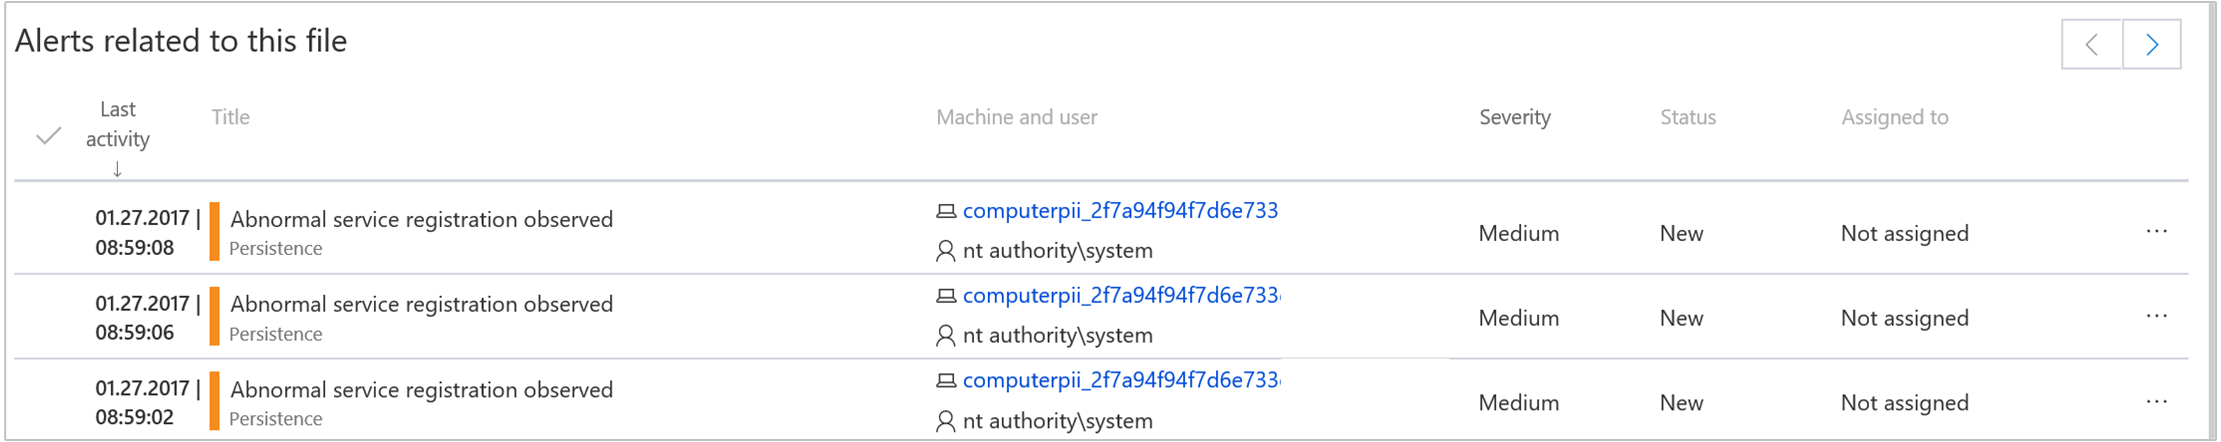 Alerts related to this file
Last activity ↓ Title Machine and user Severity Status Assigned to
01.27.2017 | 08:59:08 Abnormal service registration observed Persistence computerpii_2f7a94f94f7d6e733 nt authority\system Medium New Not assigned ...
01.27.2017 | 08:59:06 Abnormal service registration observed Persistence computerpii_2f7a94f94f7d6e733 nt authority\system Medium New Not assigned ...
01.27.2017 | 08:59:02 Abnormal service registration observed Persistence computerpii_2f7a94f94f7d6e733 nt authority\system Medium New Not assigned ...